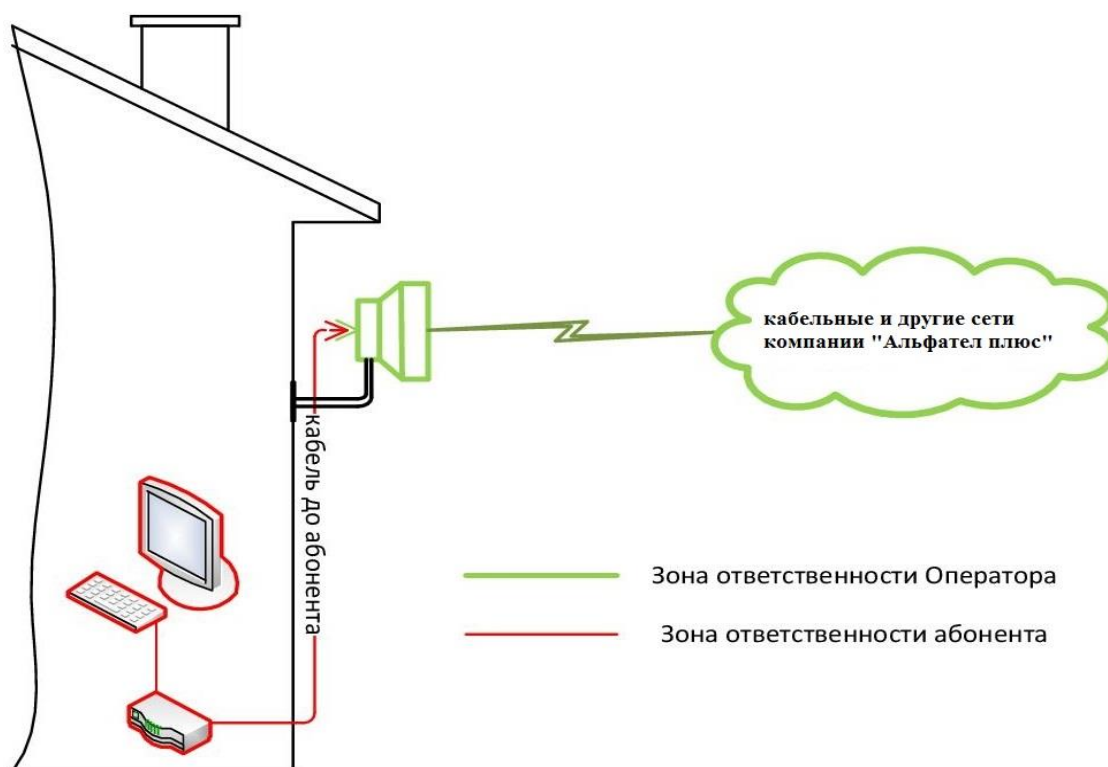 кабельные и другие сети
компании "Альфател плюс"
кабель до абонента
Зона ответственности Оператора
Зона ответственности абонента